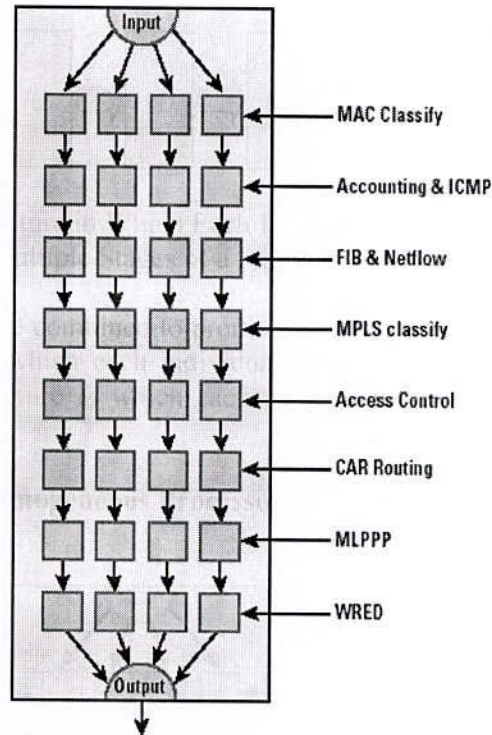 Input
MAC Classify
Accounting & ICMP
FIB & Netflow
MPLS classify
Access Control
CAR Routing
MLPPP
WRED
Output